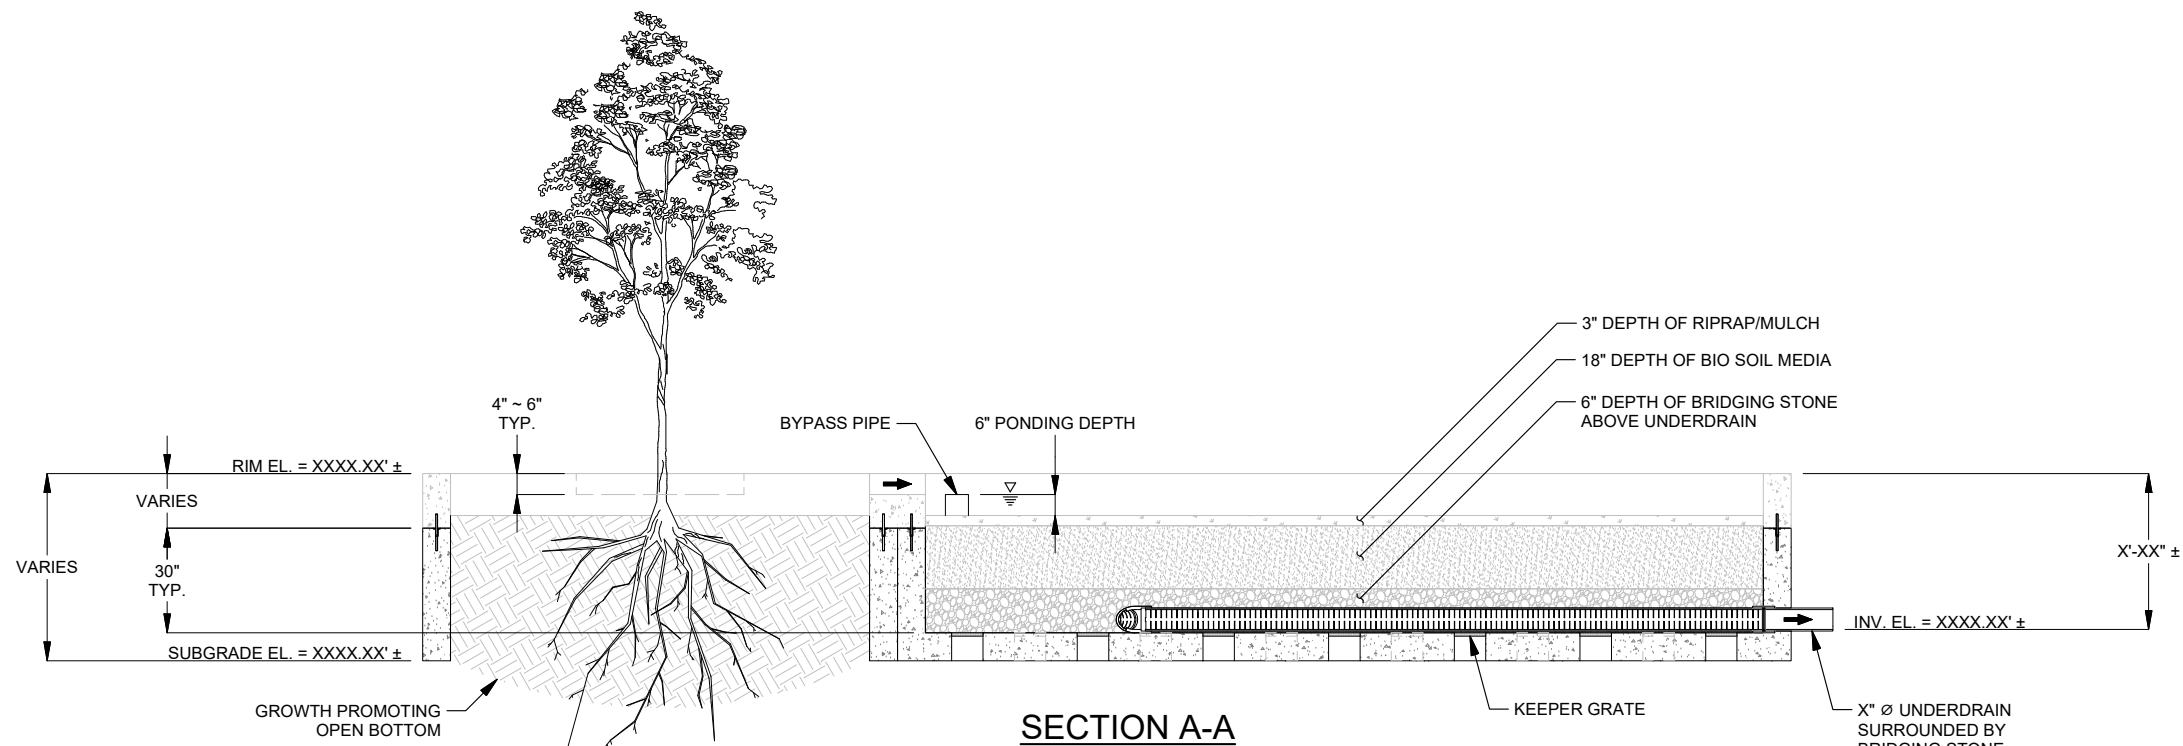 3" DEPTH OF RIPRAP/MULCH
18" DEPTH OF BIO SOIL MEDIA
6" DEPTH OF BRIDGING STONE
ABOVE UNDERDRAIN
4" ~ 6"
TYP.
BYPASS PIPE
6" PONDING DEPTH
RIM EL. = XXXX.XX' ±
VARIES
VARIES
30"
TYP.
X'-XX" ±
INV. EL. = XXXX.XX' ±
SUBGRADE EL. = XXXX.XX' ±
GROWTH PROMOTING
OPEN BOTTOM
KEEPER GRATE
X" Ø UNDERDRAIN
SURROUNDED BY
BRIDGING STONE
SECTION A-A